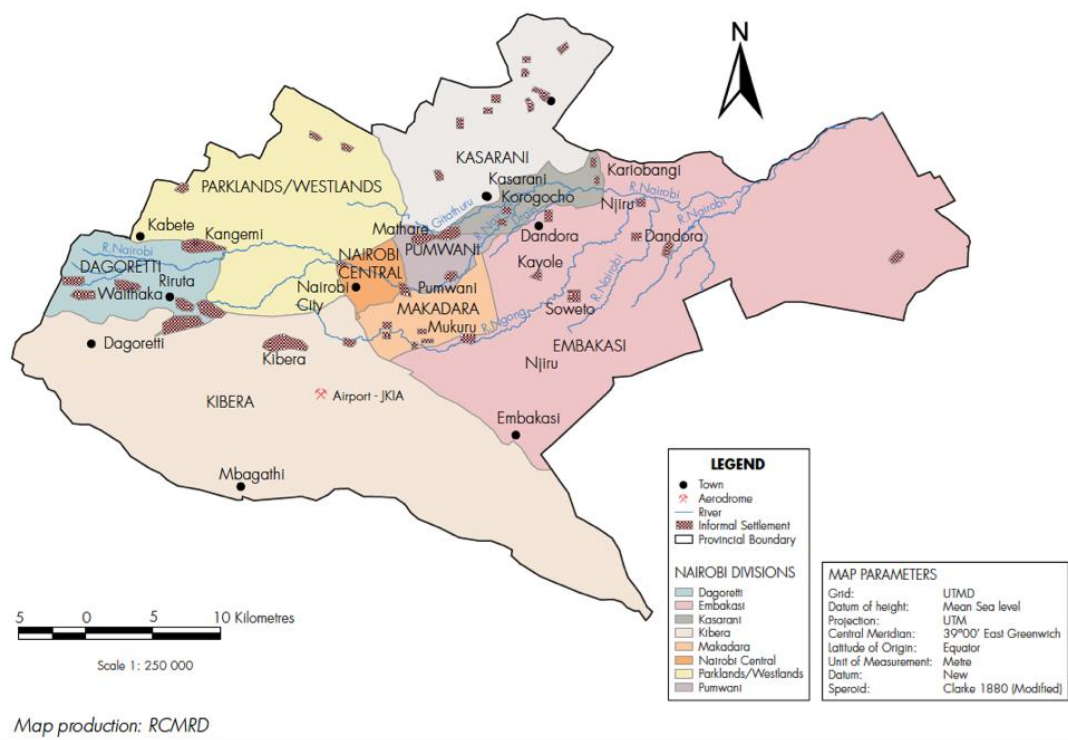 N
KASARANI
Kasarani
Kariobangi
PARKLANDS/WESTLANDS
Korogocho
R.Nairobi
Gitathuru
Njiru
R.Nairobi
Mathare
Kabete
Kangemi
PUMWANI
Dandora
Dandora
R.Nairobi
NAIROBI
CENTRAL
DAGORETTI
Riruta
Waithaka
Kayole
Nairobi
City
Pumwani
MAKADARA
R.Nairobi
Soweto
Mukuru
R.Ngong
EMBAKASI
Dagoretti
Kibera
Njiru
KIBERA
Airport - JKIA
Embakasi
Mbagathi
LEGEND
Town
Aerodrome
River
Informal Settlement
Provincial Boundary
NAIROBI DIVISIONS
Dagoretti
Embakasi
Kasarani
Kibera
Makadara
Nairobi Central
Parklands/Westlands
Pumwani
MAP PARAMETERS
Grid: UTMD
Datum of height: Mean Sea level
Projection: UTM
Central Meridian: 39°00' East Greenwich
Latitude of Origin: Equator
Unit of Measurement: Metre
Datum: New
Speroid: Clarke 1880 (Modified)
5 0 5 10 Kilometres
Scale 1: 250 000
Map production: RCMRD